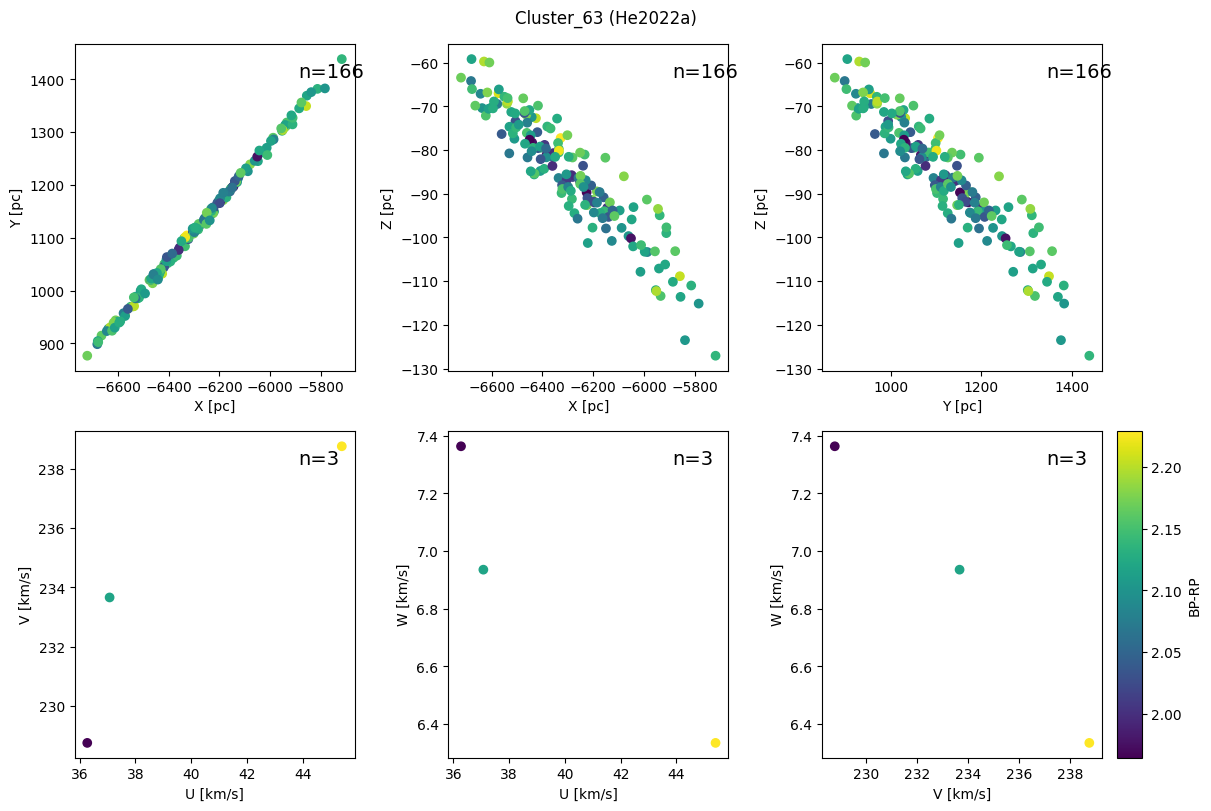 Cluster_63 (He2022a)
n=166
1400
1300
1200
1100
1000
900
Y [pc]
−6600 −6400 −6200 −6000 −5800
X [pc]
n=166
−60
−70
−80
−90
−100
−110
−120
−130
Z [pc]
−6600 −6400 −6200 −6000 −5800
X [pc]
n=166
−60
−70
−80
−90
−100
−110
−120
−130
Z [pc]
1000 1200 1400
Y [pc]
n=3
238
236
234
232
230
V [km/s]
36 38 40 42 44
U [km/s]
n=3
7.4
7.2
7.0
6.8
6.6
6.4
W [km/s]
36 38 40 42 44
U [km/s]
n=3
7.4
7.2
7.0
6.8
6.6
6.4
W [km/s]
230 232 234 236 238
V [km/s]
2.20
2.15
2.10
2.05
2.00
BP-RP